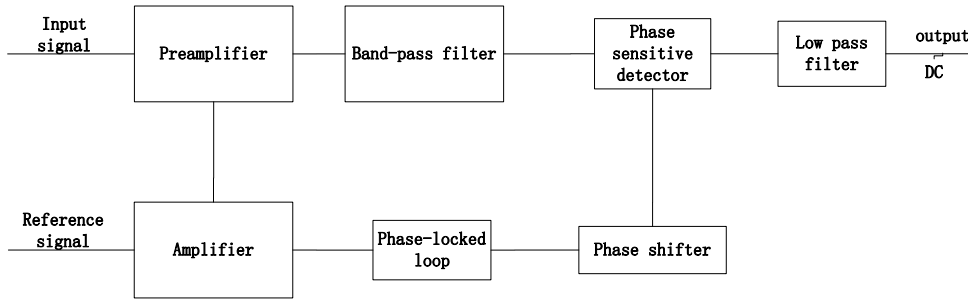 Input
signal
Preamplifier
Band-pass filter
Phase
sensitive
detector
Low pass
filter
output
DC
Reference
signal
Amplifier
Phase-locked
loop
Phase shifter